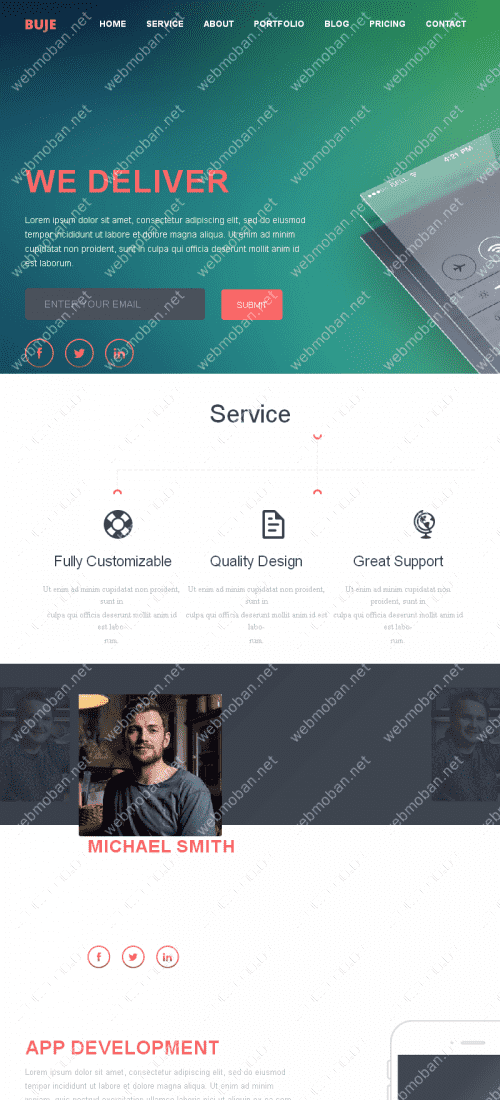 BUJE HOME SERVICE ABOUT PORTFOLIO BLOG PRICING CONTACT
4:21 PM
WE DELIVER
Lorem ipsum dolor sit amet, consectetur adipiscing elit, sed do eiusmod
tempor incididunt ut labore et dolore magna aliqua. Ut enim ad minim
cupidatat non proident, sunt in culpa qui officia deserunt mollit anim id
est laborum.
ENTER YOUR EMAIL SUBMIT
Service
Fully Customizable Quality Design Great Support
Ut enim ad minim cupidatat non proident, Ut enim ad minim cupidatat non proident, Ut enim ad minim cupidatat non
sunt in sunt in proident, sunt in
culpa qui officia deserunt mollit anim id culpa qui officia deserunt mollit anim id est culpa qui officia deserunt mollit anim id
est labo- labo- est labo-
rum. rum. rum.
MICHAEL SMITH
APP DEVELOPMENT
Lorem ipsum dolor sit amet, consectetur adipiscing elit, sed do eiusmod
tempor incididunt ut labore et dolore magna
aliqua. Ut enim ad minim
webmoban.net